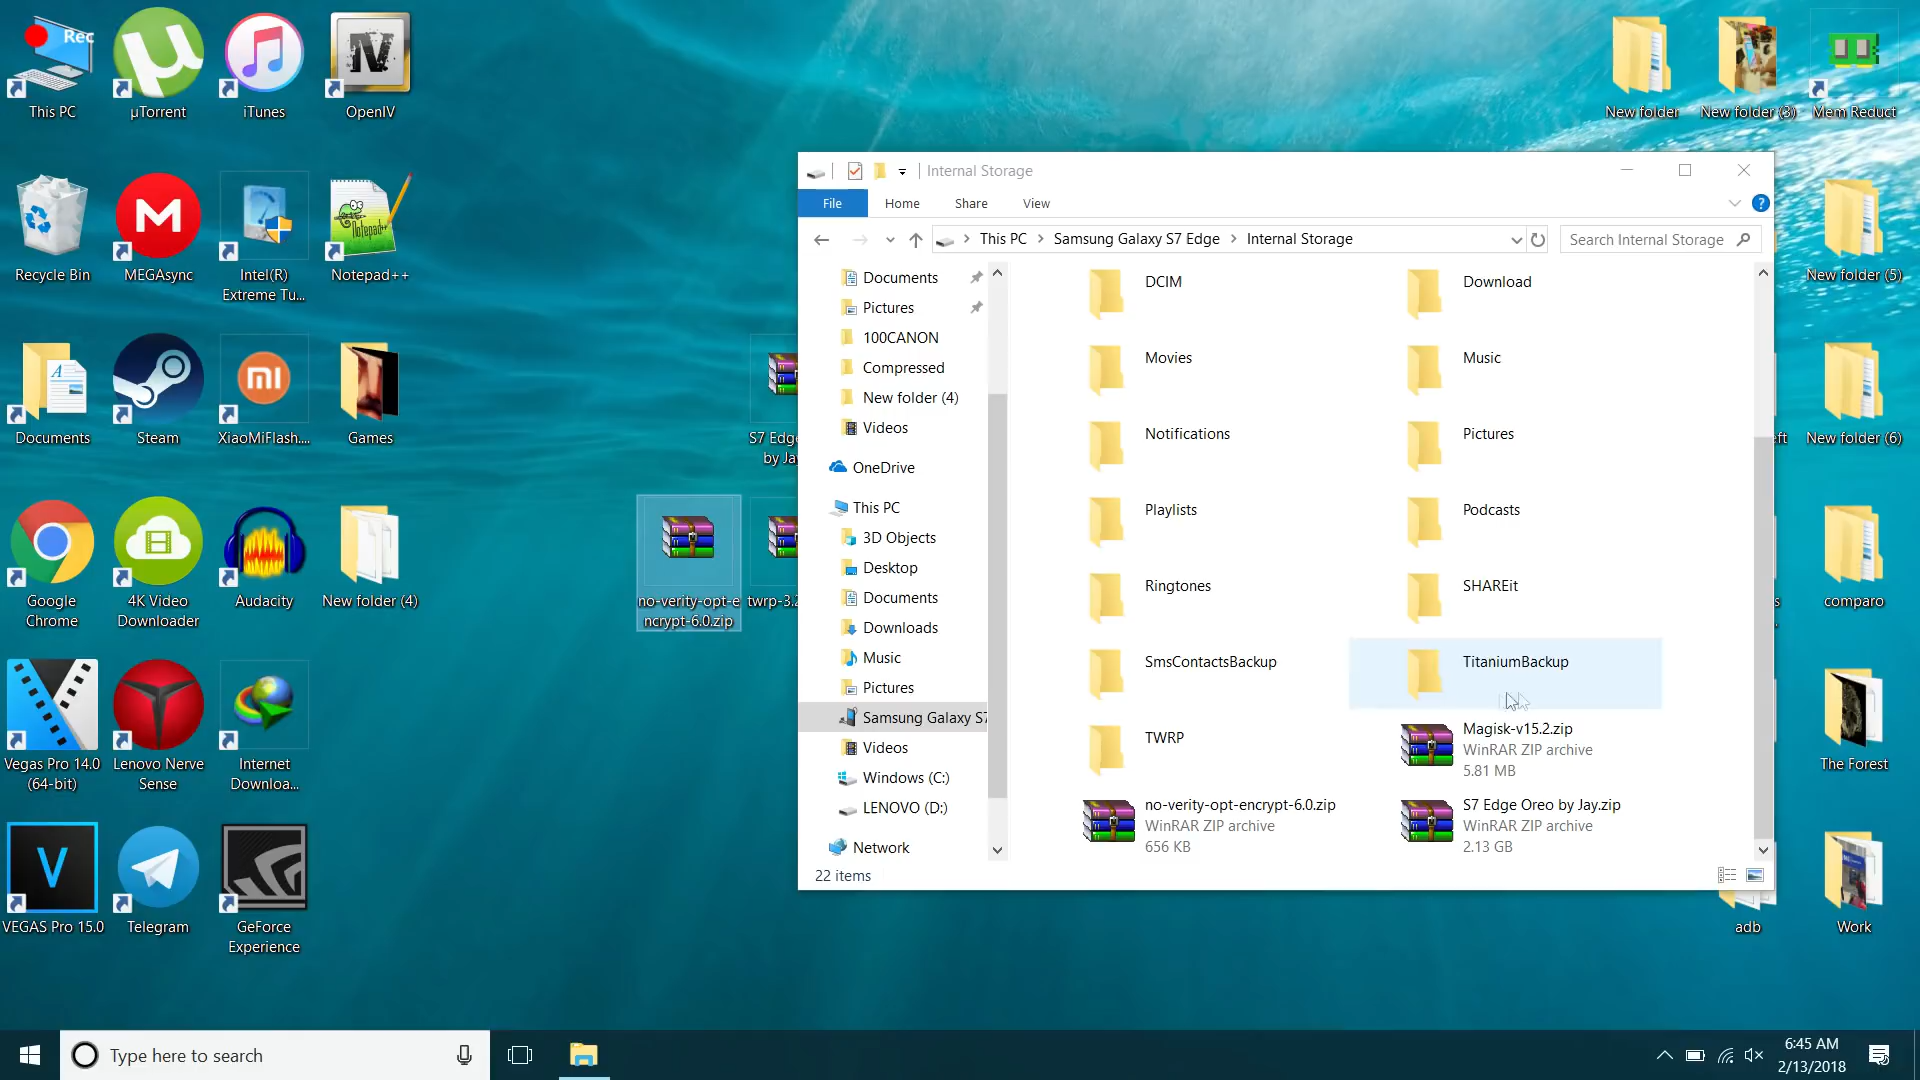 Rec
This PC
µTorrent
iTunes
OpenIV
New folder
New folder (3)
Mem Reduct
Recycle Bin
MEGAsync
Intel(R)
Extreme Tu...
Notepad++
New folder (5)
Documents
Steam
XiaoMiFlash....
Games
S7 Edg
by Ja
New folder (6)
Google
Chrome
4K Video
Downloader
Audacity
New folder (4)
no-verity-opt-e
ncrypt-6.0.zip
twrp-3.2
comparo
Vegas Pro 14.0
(64-bit)
Lenovo Nerve
Sense
Internet
Downloa...
The Forest
VEGAS Pro 15.0
Telegram
GeForce
Experience
adb
Work
Internal Storage
File
Home
Share
View
This PC
Samsung Galaxy S7 Edge
Internal Storage
Search Internal Storage
Documents
Pictures
100CANON
Compressed
New folder (4)
Videos
OneDrive
This PC
3D Objects
Desktop
Documents
Downloads
Music
Pictures
Samsung Galaxy S7
Videos
Windows (C:)
LENOVO (D:)
Network
DCIM
Download
Movies
Music
Notifications
Pictures
Playlists
Podcasts
Ringtones
SHAREit
SmsContactsBackup
TitaniumBackup
TWRP
Magisk-v15.2.zip
WinRAR ZIP archive
5.81 MB
no-verity-opt-encrypt-6.0.zip
WinRAR ZIP archive
656 KB
S7 Edge Oreo by Jay.zip
WinRAR ZIP archive
2.13 GB
22 items
Type here to search
6:45 AM
2/13/2018